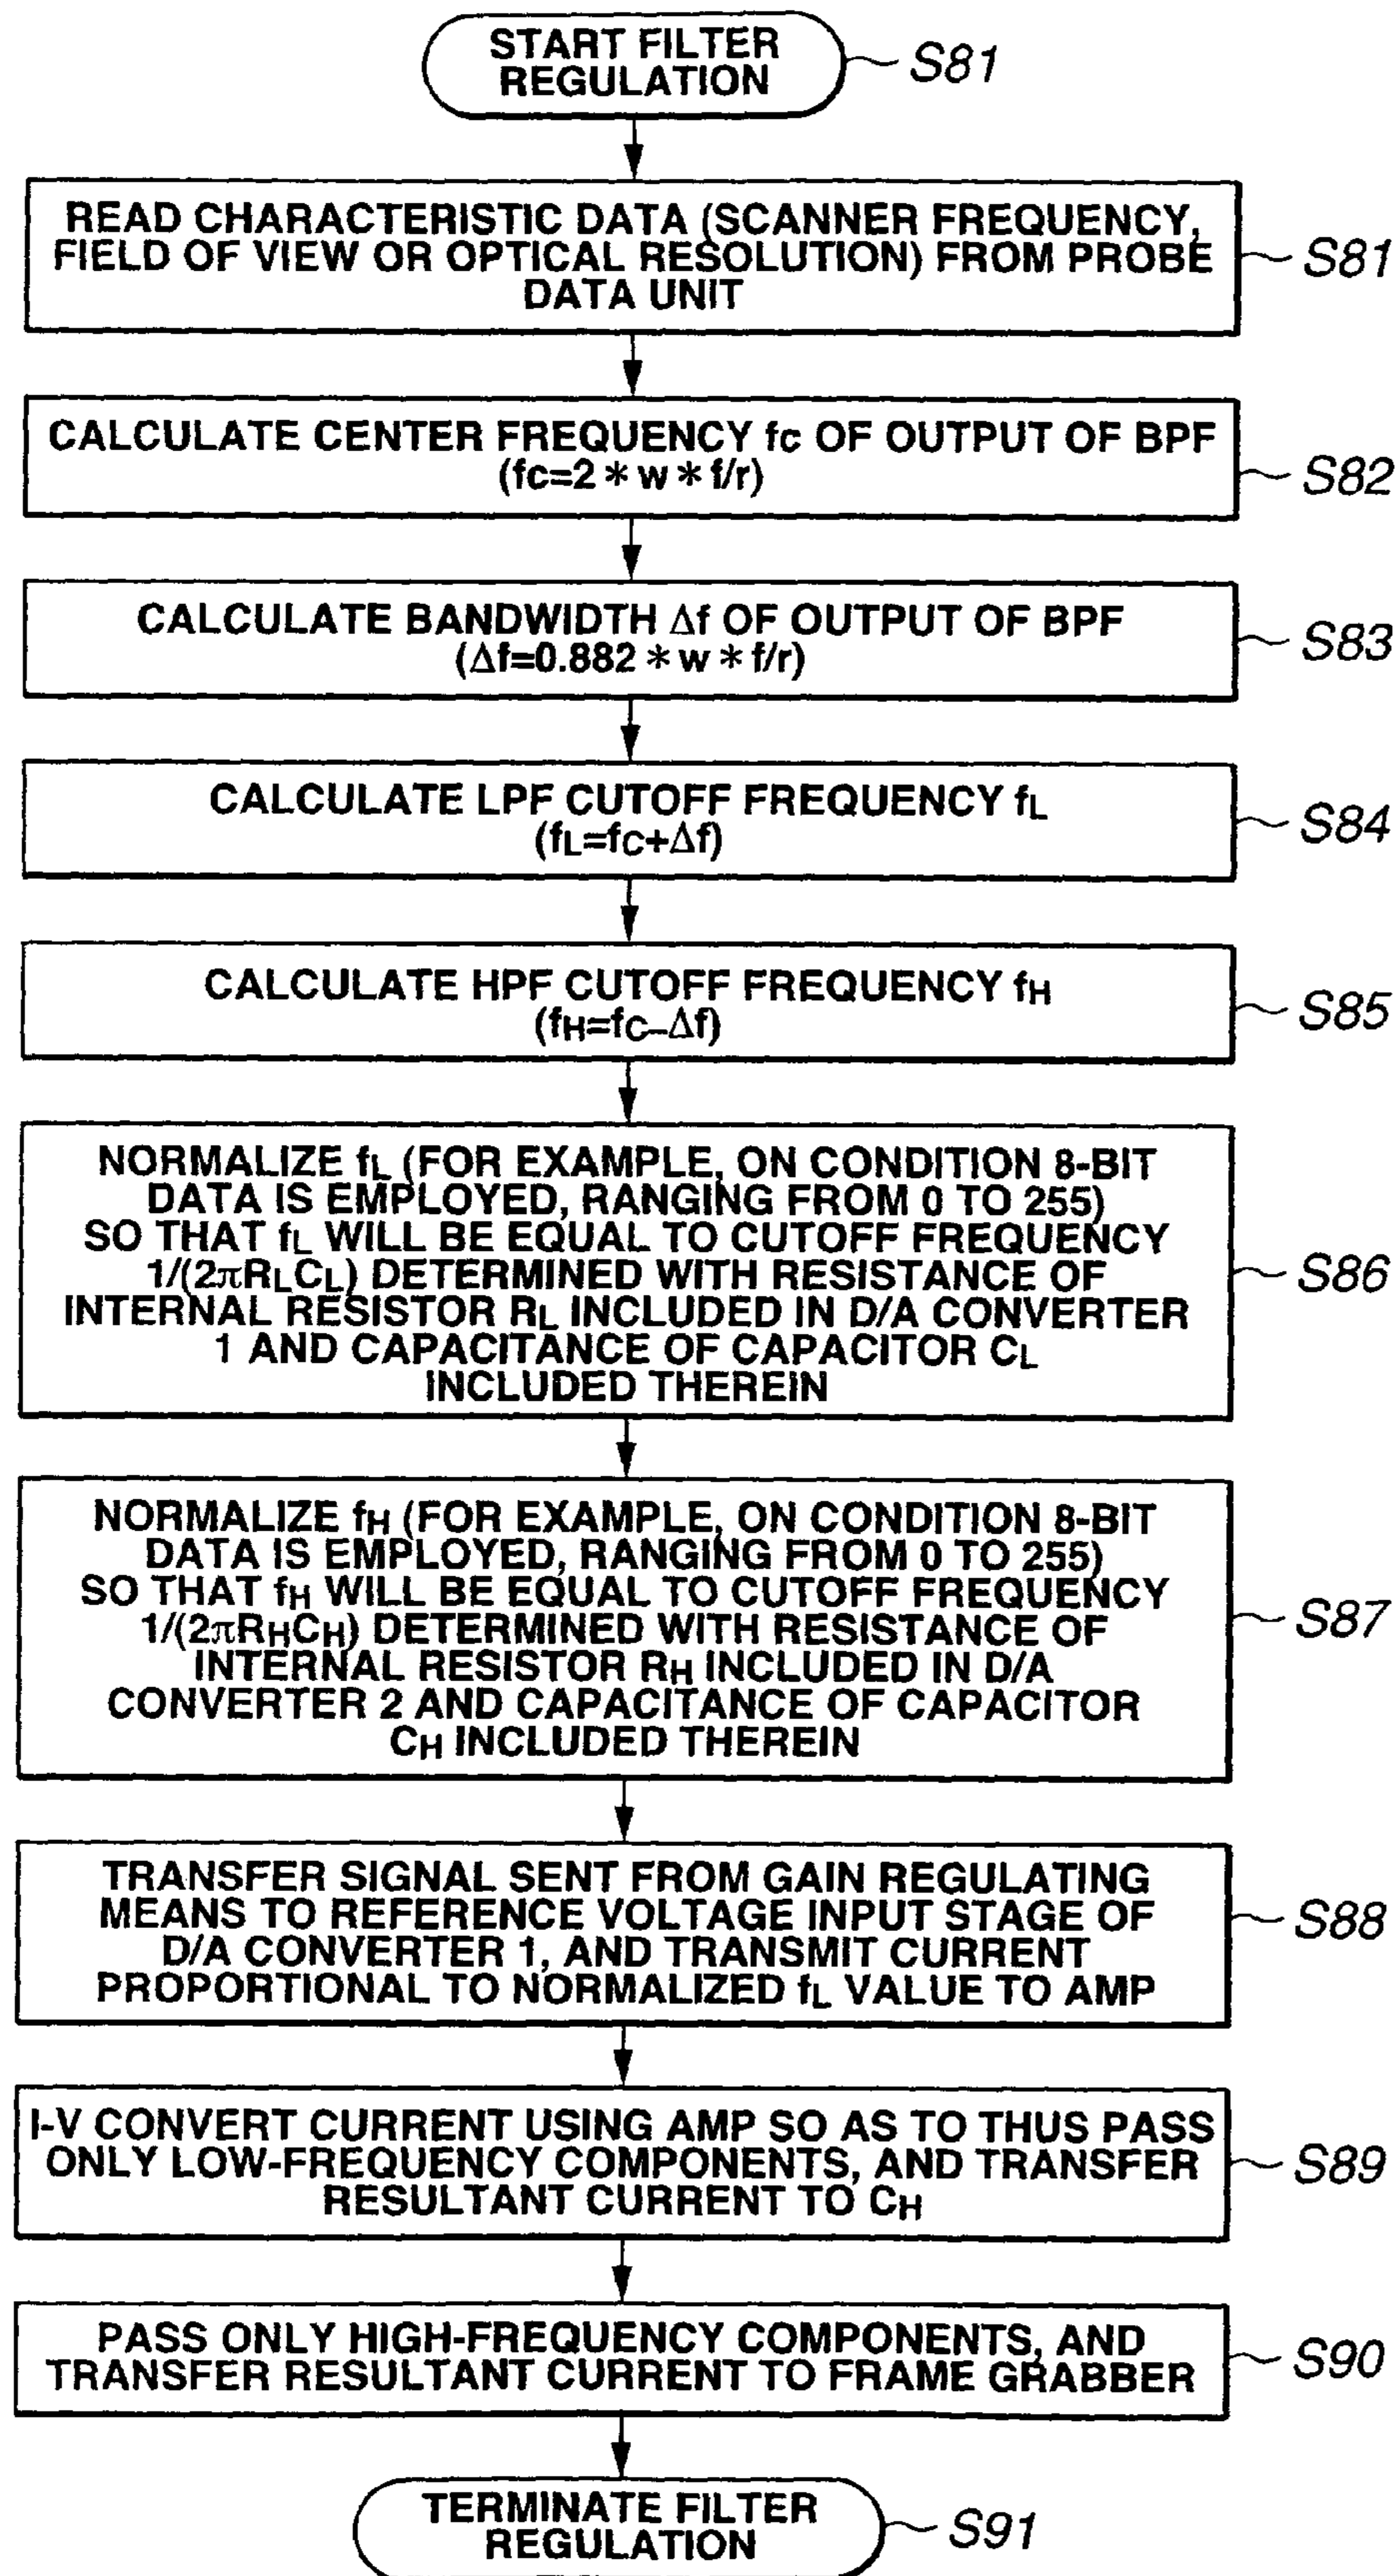 START FILTER
REGULATION
S81
READ CHARACTERISTIC DATA (SCANNER FREQUENCY,
FIELD OF VIEW OR OPTICAL RESOLUTION) FROM PROBE
DATA UNIT
S81
CALCULATE CENTER FREQUENCY fc OF OUTPUT OF BPF
(fc=2 * w * f/r)
S82
CALCULATE BANDWIDTH Δf OF OUTPUT OF BPF
(Δf=0.882 * w * f/r)
S83
CALCULATE LPF CUTOFF FREQUENCY fL
(fL=fC+Δf)
S84
CALCULATE HPF CUTOFF FREQUENCY fH
(fH=fC–Δf)
S85
NORMALIZE fL (FOR EXAMPLE, ON CONDITION 8-BIT
DATA IS EMPLOYED, RANGING FROM 0 TO 255)
SO THAT fL WILL BE EQUAL TO CUTOFF FREQUENCY
1/(2πRLCL) DETERMINED WITH RESISTANCE OF
INTERNAL RESISTOR RL INCLUDED IN D/A CONVERTER
1 AND CAPACITANCE OF CAPACITOR CL
INCLUDED THEREIN
S86
NORMALIZE fH (FOR EXAMPLE, ON CONDITION 8-BIT
DATA IS EMPLOYED, RANGING FROM 0 TO 255)
SO THAT fH WILL BE EQUAL TO CUTOFF FREQUENCY
1/(2πRHCH) DETERMINED WITH RESISTANCE OF
INTERNAL RESISTOR RH INCLUDED IN D/A
CONVERTER 2 AND CAPACITANCE OF CAPACITOR
CH INCLUDED THEREIN
S87
TRANSFER SIGNAL SENT FROM GAIN REGULATING
MEANS TO REFERENCE VOLTAGE INPUT STAGE OF
D/A CONVERTER 1, AND TRANSMIT CURRENT
PROPORTIONAL TO NORMALIZED fL VALUE TO AMP
S88
I-V CONVERT CURRENT USING AMP SO AS TO THUS PASS
ONLY LOW-FREQUENCY COMPONENTS, AND TRANSFER
RESULTANT CURRENT TO CH
S89
PASS ONLY HIGH-FREQUENCY COMPONENTS, AND
TRANSFER RESULTANT CURRENT TO FRAME GRABBER
S90
TERMINATE FILTER
REGULATION
S91